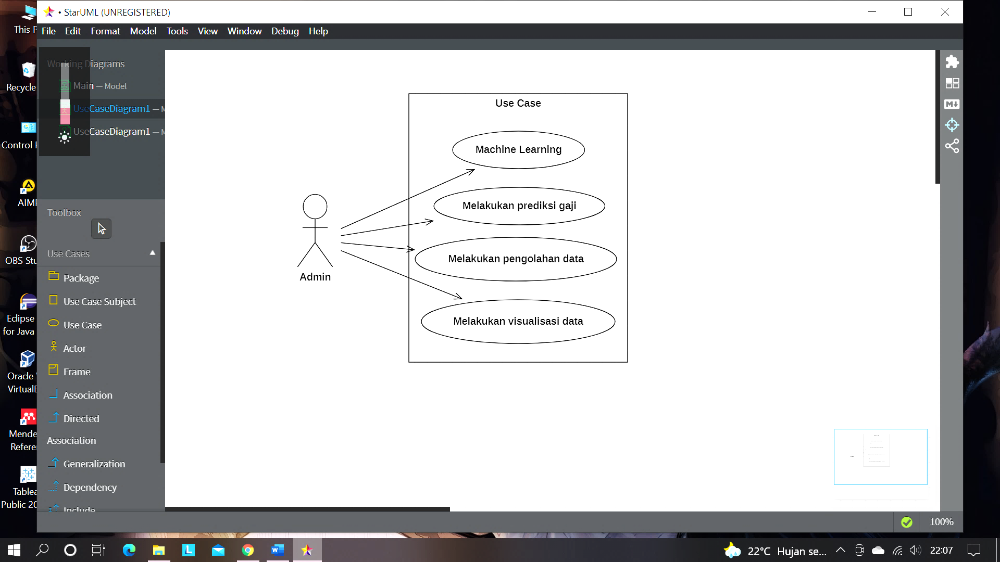 • StarUML (UNREGISTERED)
File Edit Format Model Tools View Window Debug Help
Working Diagrams
Main — Model
UseCaseDiagram1 — M
UseCaseDiagram1 — M
Toolbox
Use Cases
Package
Use Case Subject
Use Case
Actor
Frame
Association
Directed
Association
Generalization
Dependency
Include
Use Case
Machine Learning
Melakukan prediksi gaji
Melakukan pengolahan data
Melakukan visualisasi data
Admin
M
100%
This P
Recycle
Control P
AIMP
OBS Stu
Eclipse
for Java
Oracle V
VirtualB
Mende
Referen
Tablea
Public 20
L
W
22°C Hujan se...
22:07